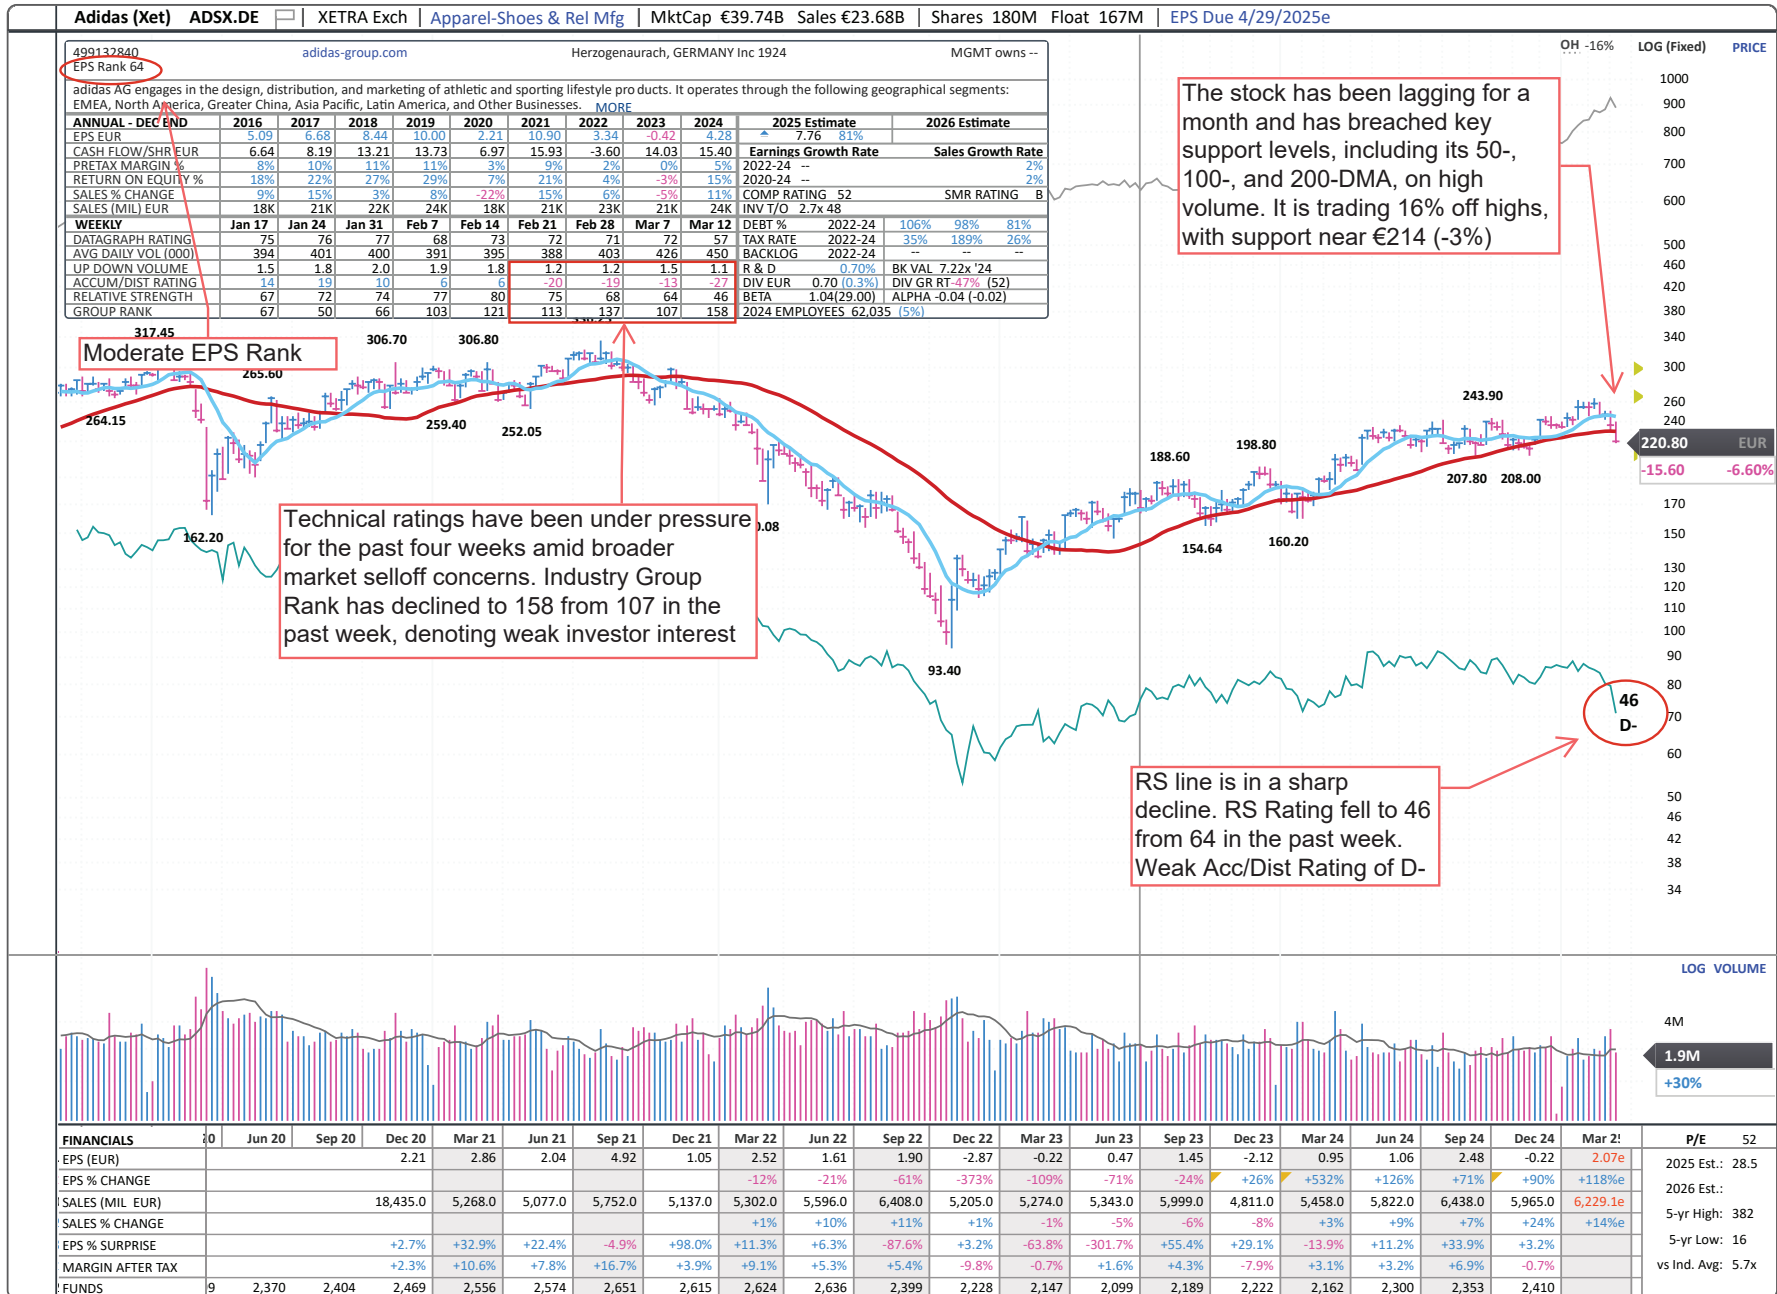 Adidas (Xet) ADSX.DE XETRA Exch Apparel-Shoes & Rel Mfg MktCap €39.74B Sales €23.68B Shares 180M Float 167M EPS Due 4/29/2025e
OH -16% LOG (Fixed) PRICE
499132840 adidas-group.com Herzogenaurach, GERMANY Inc 1924 MGMT owns --
EPS Rank 64
adidas AG engages in the design, distribution, and marketing of athletic and sporting lifestyle products. It operates through the following geographical segments:
EMEA, North America, Greater China, Asia Pacific, Latin America, and Other Businesses. MORE
ANNUAL - DEC END 2016 2017 2018 2019 2020 2021 2022 2023 2024 2025 Estimate 2026 Estimate
EPS EUR 5.09 6.68 8.44 10.00 2.21 10.90 3.34 -0.42 4.28 7.76 81%
CASH FLOW/SHR EUR 6.64 8.19 13.21 13.73 6.97 15.93 -3.60 14.03 15.40 Earnings Growth Rate Sales Growth Rate
PRETAX MARGIN % 8% 10% 11% 11% 3% 9% 2% 0% 5% 2022-24 -- 2%
RETURN ON EQUITY % 18% 22% 27% 29% 7% 21% 4% -3% 15% 2020-24 -- 2%
SALES % CHANGE 9% 15% 3% 8% -22% 15% 6% -5% 11% COMP RATING 52 SMR RATING B
SALES (MIL) EUR 18K 21K 22K 24K 18K 21K 23K 21K 24K INV T/O 2.7x 48
WEEKLY Jan 17 Jan 24 Jan 31 Feb 7 Feb 14 Feb 21 Feb 28 Mar 7 Mar 12 DEBT % 2022-24 106% 98% 81%
DATAGRAPH RATING 75 76 77 68 73 72 71 72 57 TAX RATE 2022-24 35% 189% 26%
AVG DAILY VOL (000) 394 401 400 391 395 388 403 426 450 BACKLOG 2022-24 -- -- --
UP DOWN VOLUME 1.5 1.8 2.0 1.9 1.8 1.2 1.2 1.5 1.1 R & D 0.70% BK VAL 7.22x '24
ACCUM/DIST RATING 14 19 10 6 6 -20 -19 -13 -27 DIV EUR 0.70 (0.3%) DIV GR RT -47% (52)
RELATIVE STRENGTH 67 72 74 77 80 75 68 64 46 BETA 1.04(29.00) ALPHA -0.04 (-0.02)
GROUP RANK 67 50 66 103 121 113 137 107 158 2024 EMPLOYEES 62,035 (5%)
The stock has been lagging for a
month and has breached key
support levels, including its 50-,
100-, and 200-DMA, on high
volume. It is trading 16% off highs,
with support near €214 (-3%)
1000
900
800
700
600
500
460
420
380
340
300
260
240
220.80 EUR
-15.60 -6.60%
170
150
130
120
110
100
90
80
70
60
50
46
42
38
34
317.45
Moderate EPS Rank
265.60
264.15
306.70
306.80
259.40
252.05
162.20
Technical ratings have been under pressure
for the past four weeks amid broader
market selloff concerns. Industry Group
Rank has declined to 158 from 107 in the
past week, denoting weak investor interest
93.40
188.60
198.80
154.64
160.20
243.90
207.80
208.00
46
D-
RS line is in a sharp
decline. RS Rating fell to 46
from 64 in the past week.
Weak Acc/Dist Rating of D-
LOG VOLUME
4M
1.9M
+30%
FINANCIALS Jun 20 Sep 20 Dec 20 Mar 21 Jun 21 Sep 21 Dec 21 Mar 22 Jun 22 Sep 22 Dec 22 Mar 23 Jun 23 Sep 23 Dec 23 Mar 24 Jun 24 Sep 24 Dec 24 Mar 25
EPS (EUR) 2.21 2.86 2.04 4.92 1.05 2.52 1.61 1.90 -2.87 -0.22 0.47 1.45 -2.12 0.95 1.06 2.48 -0.22 2.07e
EPS % CHANGE -12% -21% -61% -373% -109% -71% -24% +26% +532% +126% +71% +90% +118%e
SALES (MIL EUR) 18,435.0 5,268.0 5,077.0 5,752.0 5,137.0 5,302.0 5,596.0 6,408.0 5,205.0 5,274.0 5,343.0 5,999.0 4,811.0 5,458.0 5,822.0 6,438.0 5,965.0 6,229.1e
SALES % CHANGE +1% +10% +11% +1% -1% -5% -6% -8% +3% +9% +7% +24% +14%e
EPS % SURPRISE +2.7% +32.9% +22.4% -4.9% +98.0% +11.3% +6.3% -87.6% +3.2% -63.8% -301.7% +55.4% +29.1% -13.9% +11.2% +33.9% +3.2%
MARGIN AFTER TAX +2.3% +10.6% +7.8% +16.7% +3.9% +9.1% +5.3% +5.4% -9.8% -0.7% +1.6% +4.3% -7.9% +3.1% +3.2% +6.9% -0.7%
FUNDS 9 2,370 2,404 2,469 2,556 2,574 2,651 2,615 2,624 2,636 2,399 2,228 2,147 2,099 2,189 2,222 2,162 2,300 2,353 2,410
P/E 52
2025 Est.: 28.5
2026 Est.:
5-yr High: 382
5-yr Low: 16
vs Ind. Avg: 5.7x